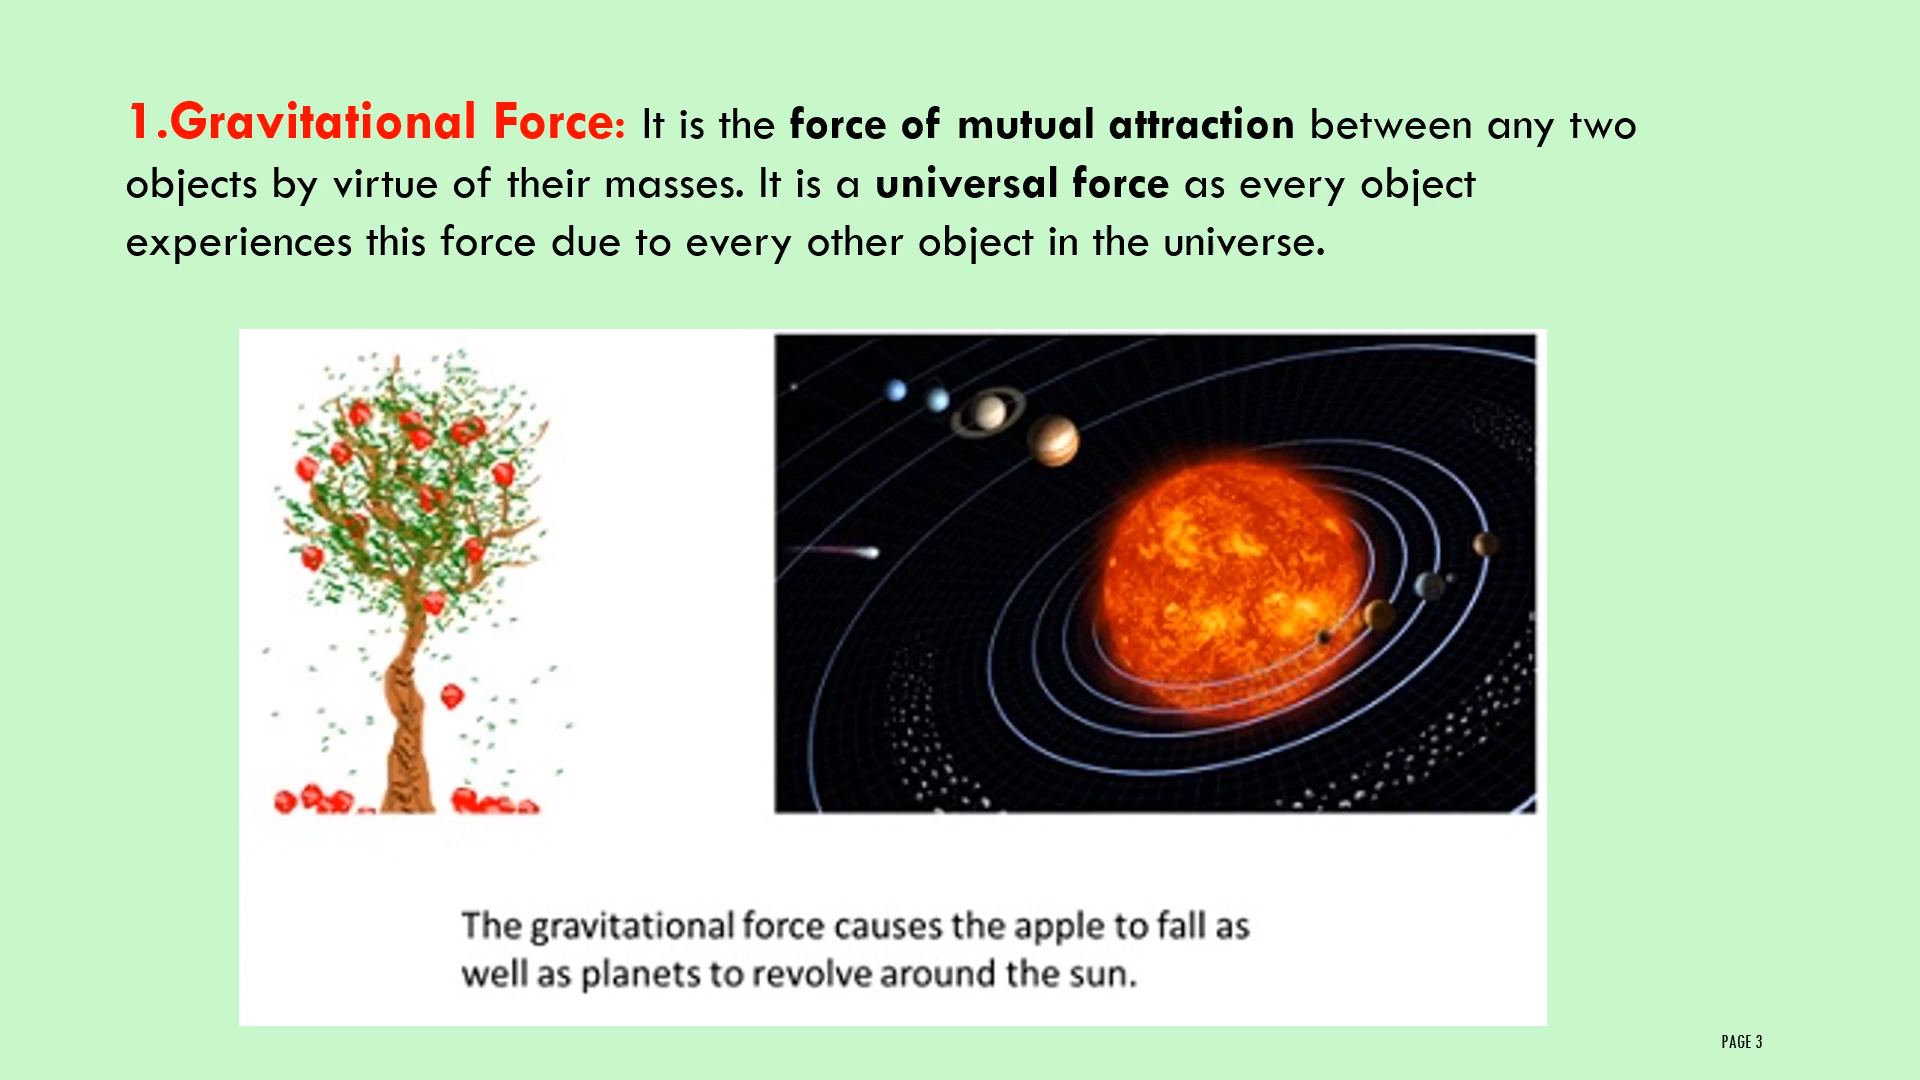 1.Gravitational Force: It is the force of mutual attraction between any two
objects by virtue of their masses. It is a universal force as every object
experiences this force due to every other object in the universe.
The gravitational force causes the apple to fall as
well as planets to revolve around the sun.
PAGE 3